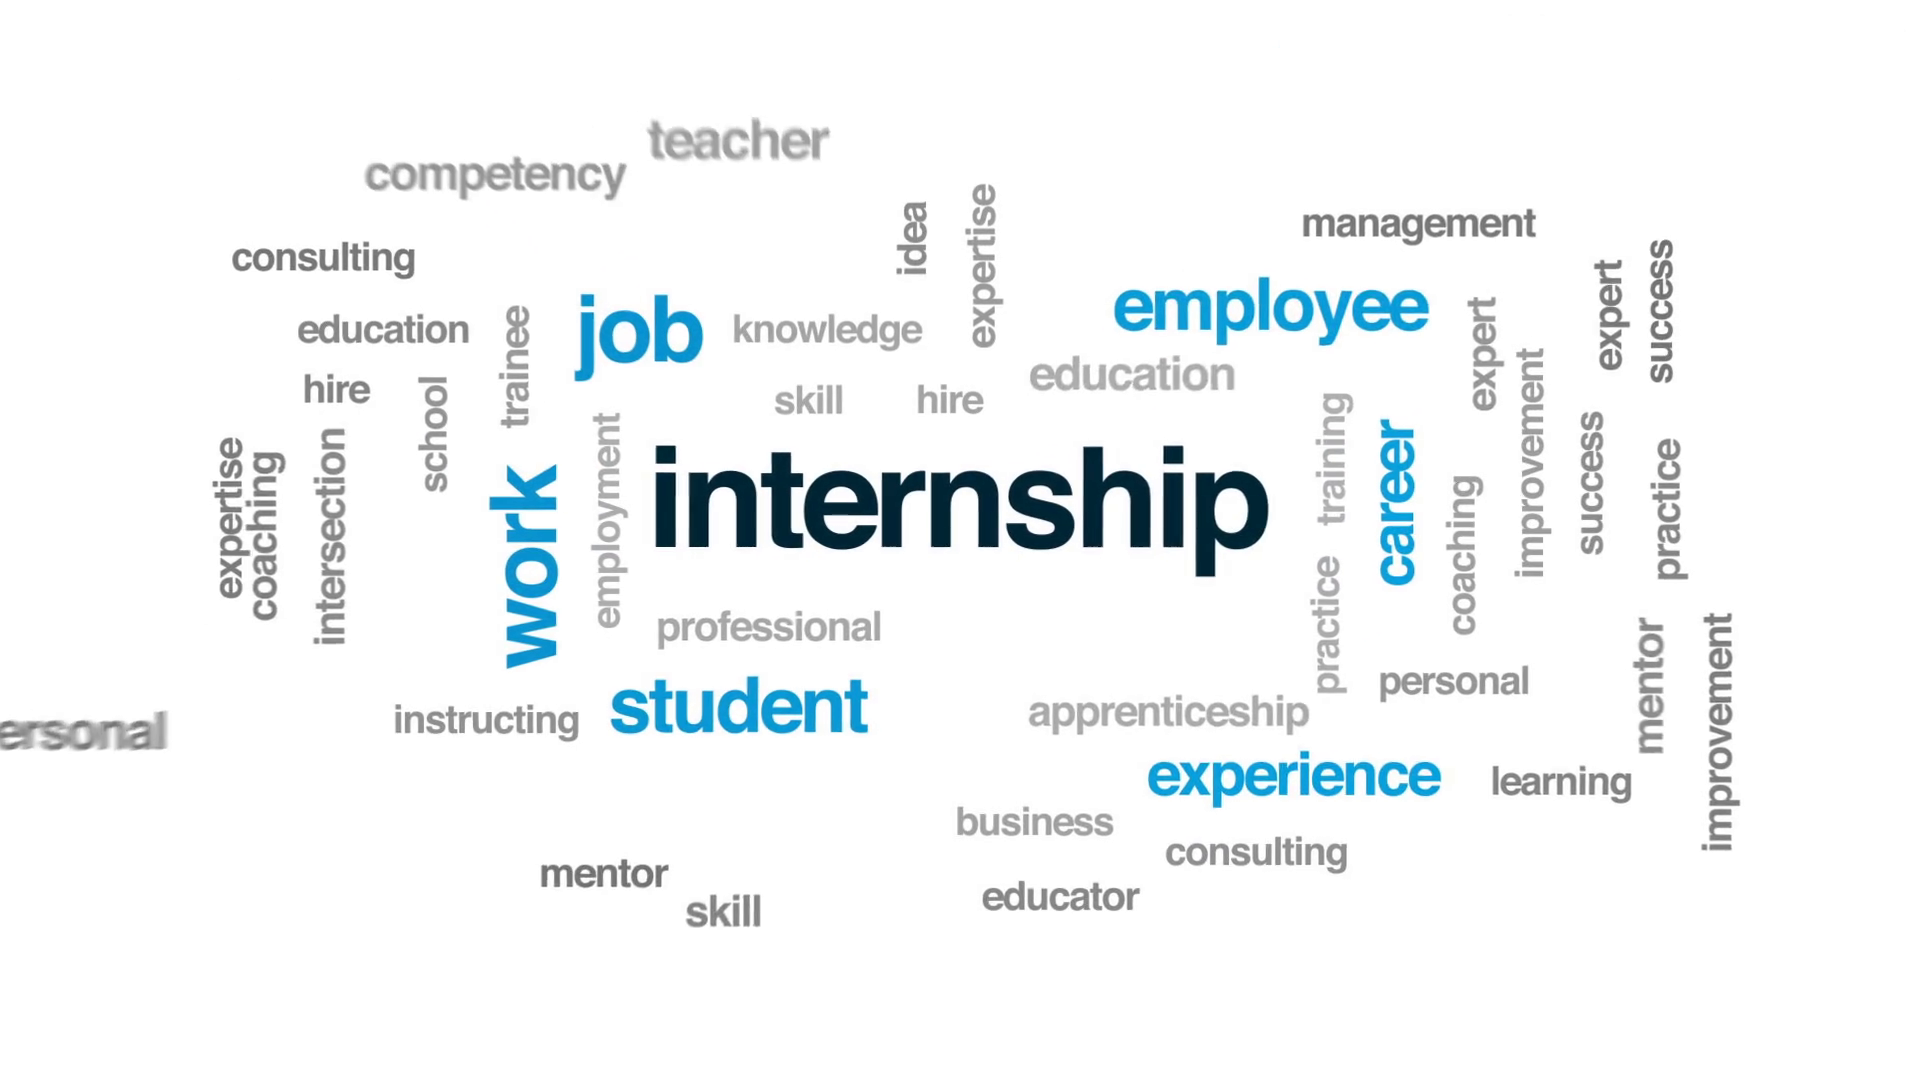 teacher
competency
idea
expertise
management
consulting
employee
expert
success
job
education
trainee
knowledge
expert
education
hire
school
skill
hire
improvement
training
career
success
employment
expertise
coaching
intersection
work
internship
practice
coaching
practice
professional
personal
mentor
improvement
student
instructing
apprenticeship
ersonal
experience
learning
business
consulting
mentor
educator
skill